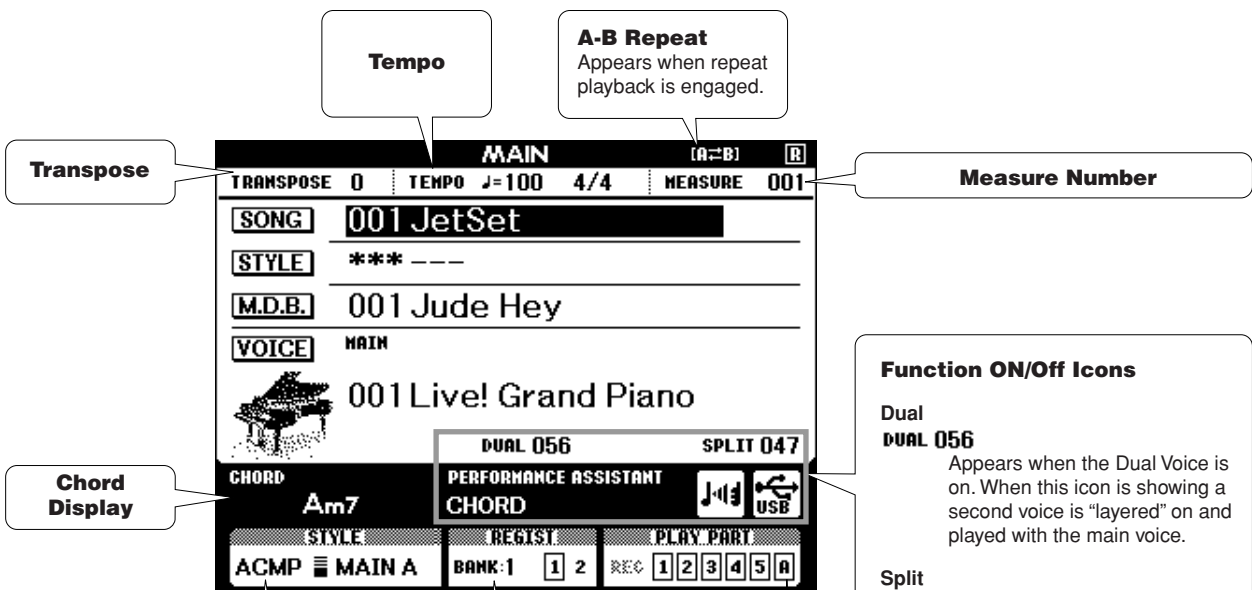 Tempo
A-B Repeat
Appears when repeat
playback is engaged.
Transpose
Measure Number
MAIN [A⇄B] R
TRANSPOSE 0 TEMPO ♩=100 4/4 MEASURE 001
SONG 001 JetSet
STYLE *** ---
M.D.B. 001 Jude Hey
VOICE MAIN
001 Live! Grand Piano
DUAL 056 SPLIT 047
Chord
Display
CHORD
Am7
PERFORMANCE ASSISTANT
CHORD
USB
STYLE REGIST PLAY PART
ACMP MAIN A BANK:1 1 2 REC 1 2 3 4 5 A
Function ON/Off Icons
Dual
DUAL 056
Appears when the Dual Voice is
on. When this icon is showing a
second voice is “layered” on and
played with the main voice.
Split